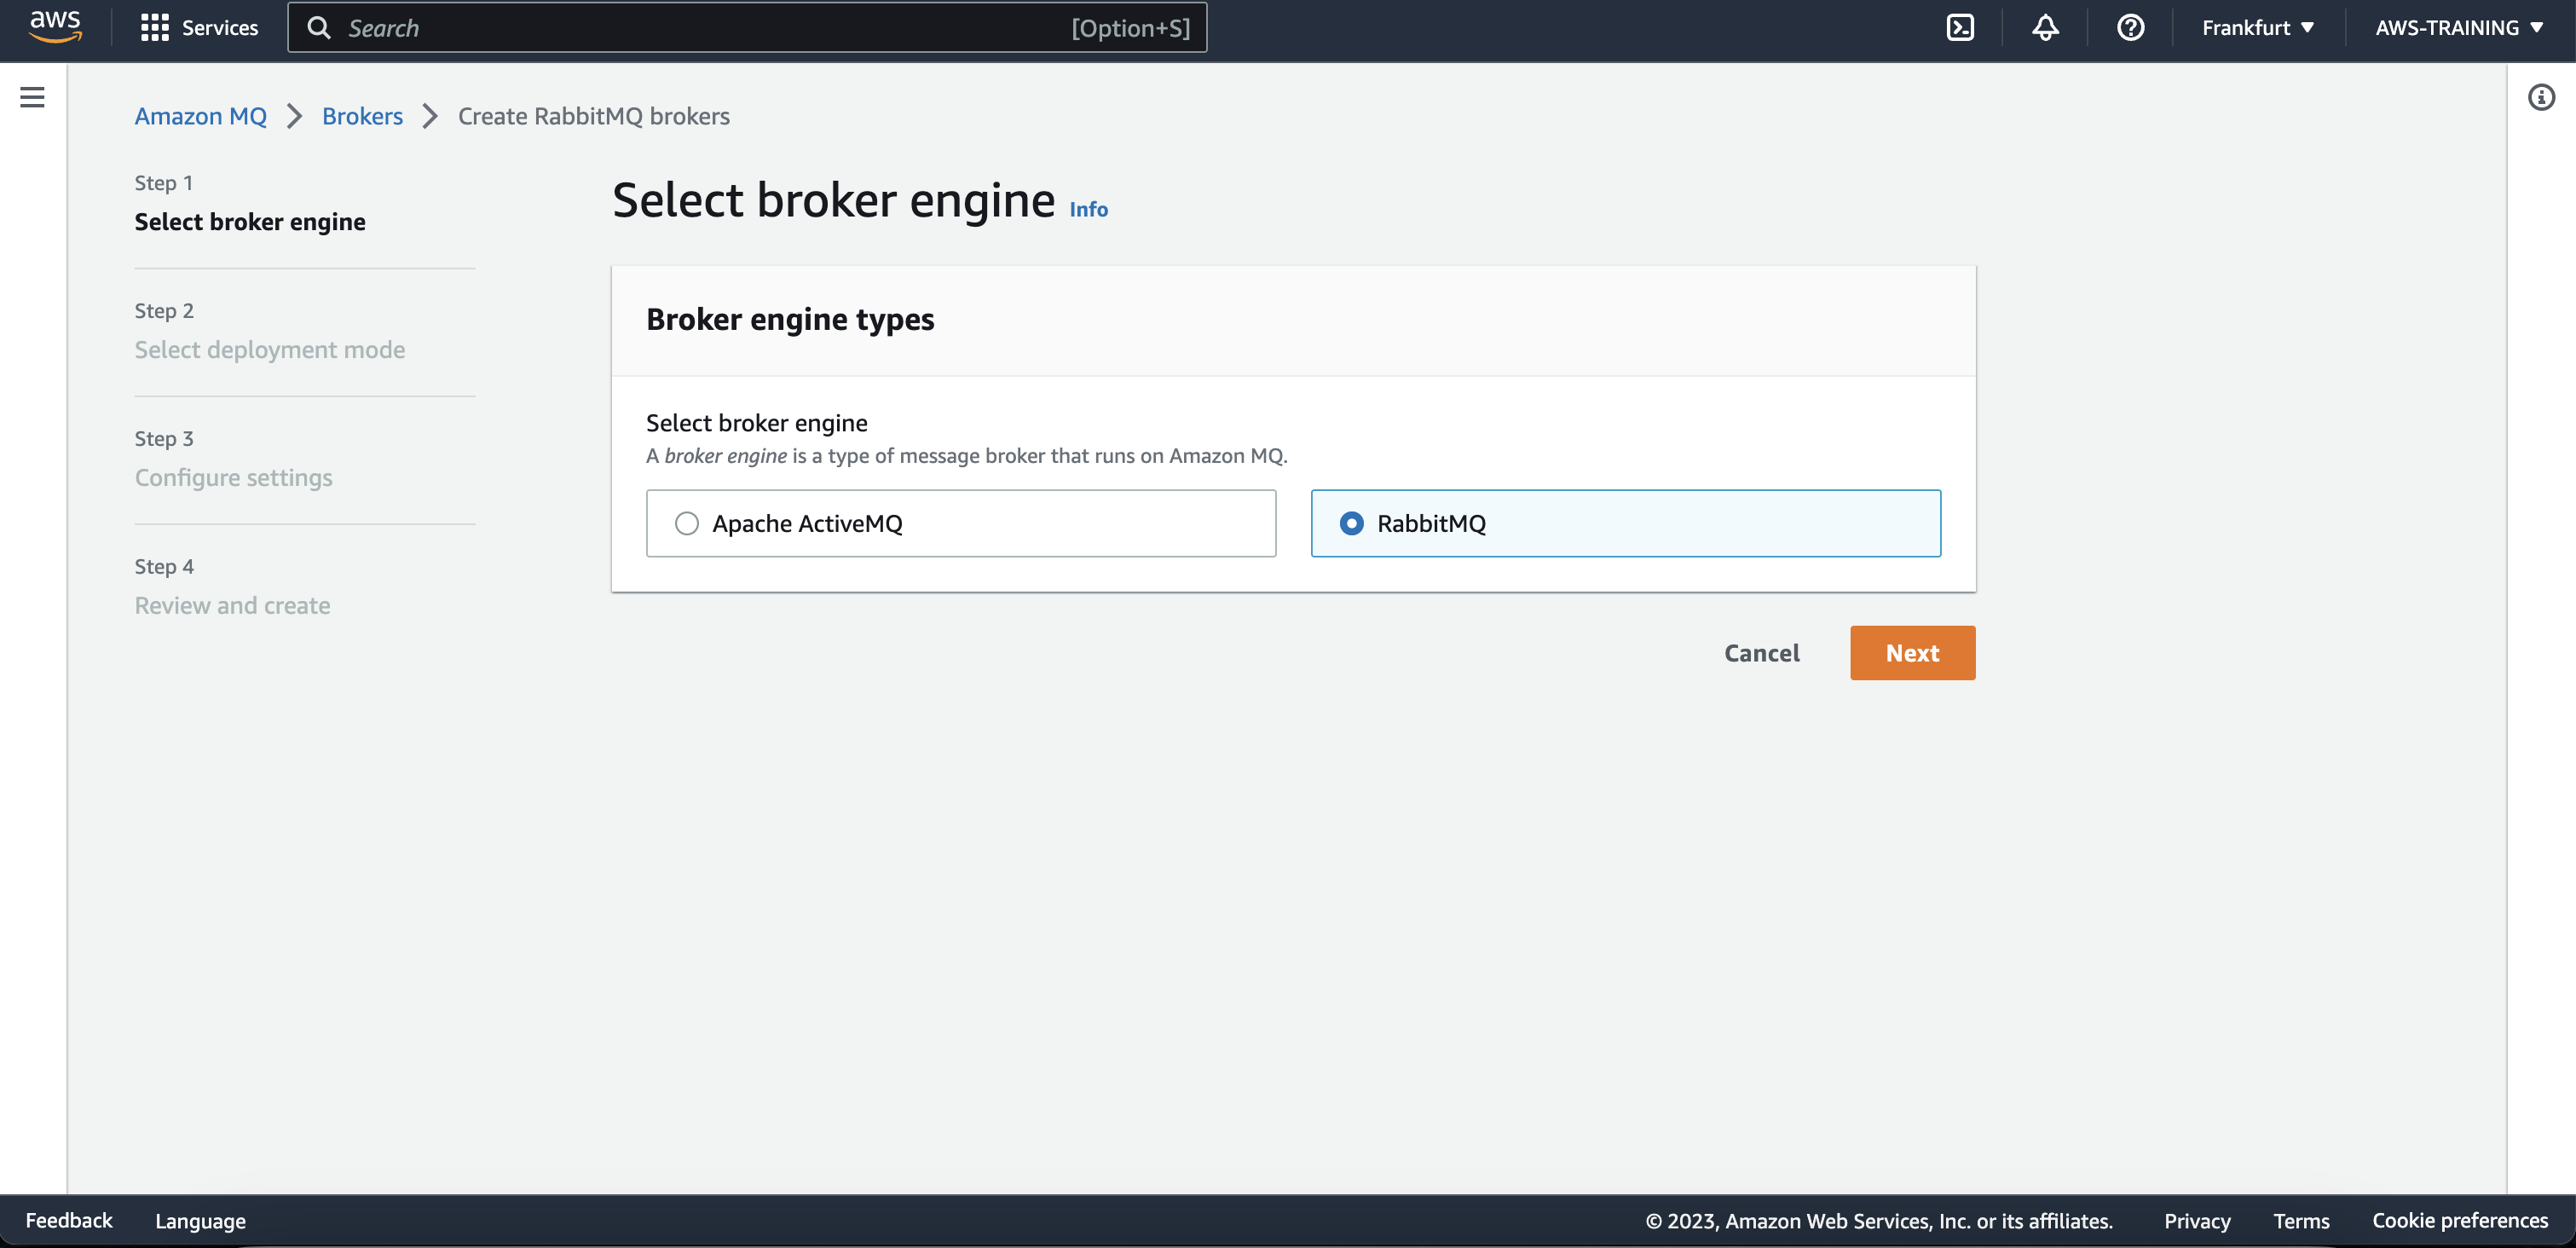 aws Services Search [Option+S] Frankfurt AWS-TRAINING
Amazon MQ Brokers Create RabbitMQ brokers
Step 1
Select broker engine
Step 2
Select deployment mode
Step 3
Configure settings
Step 4
Review and create
Select broker engine Info
Broker engine types
Select broker engine
A broker engine is a type of message broker that runs on Amazon MQ.
Apache ActiveMQ RabbitMQ
Cancel Next
Feedback Language © 2023, Amazon Web Services, Inc. or its affiliates. Privacy Terms Cookie preferences